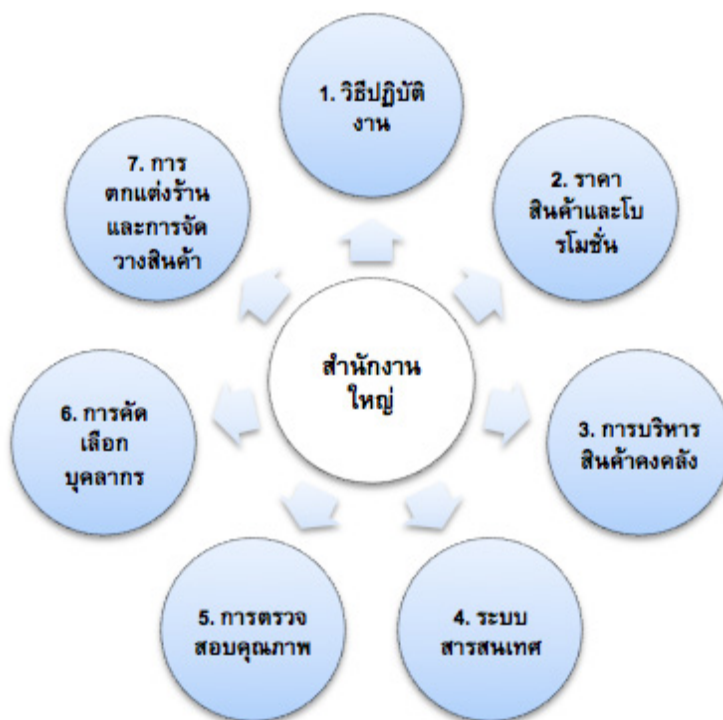 1. วิธีปฏิบัติ
งาน
2. ราคา
สินค้าและโบ
รโมชั่น
3. การบริหาร
สินค้าคงคลัง
4. ระบบ
สารสนเทศ
5. การตรวจ
สอบคุณภาพ
6. การคัด
เลือก
บุคลากร
7. การ
ตกแต่งร้าน
และการจัด
วางสินค้า
สำนักงาน
ใหญ่